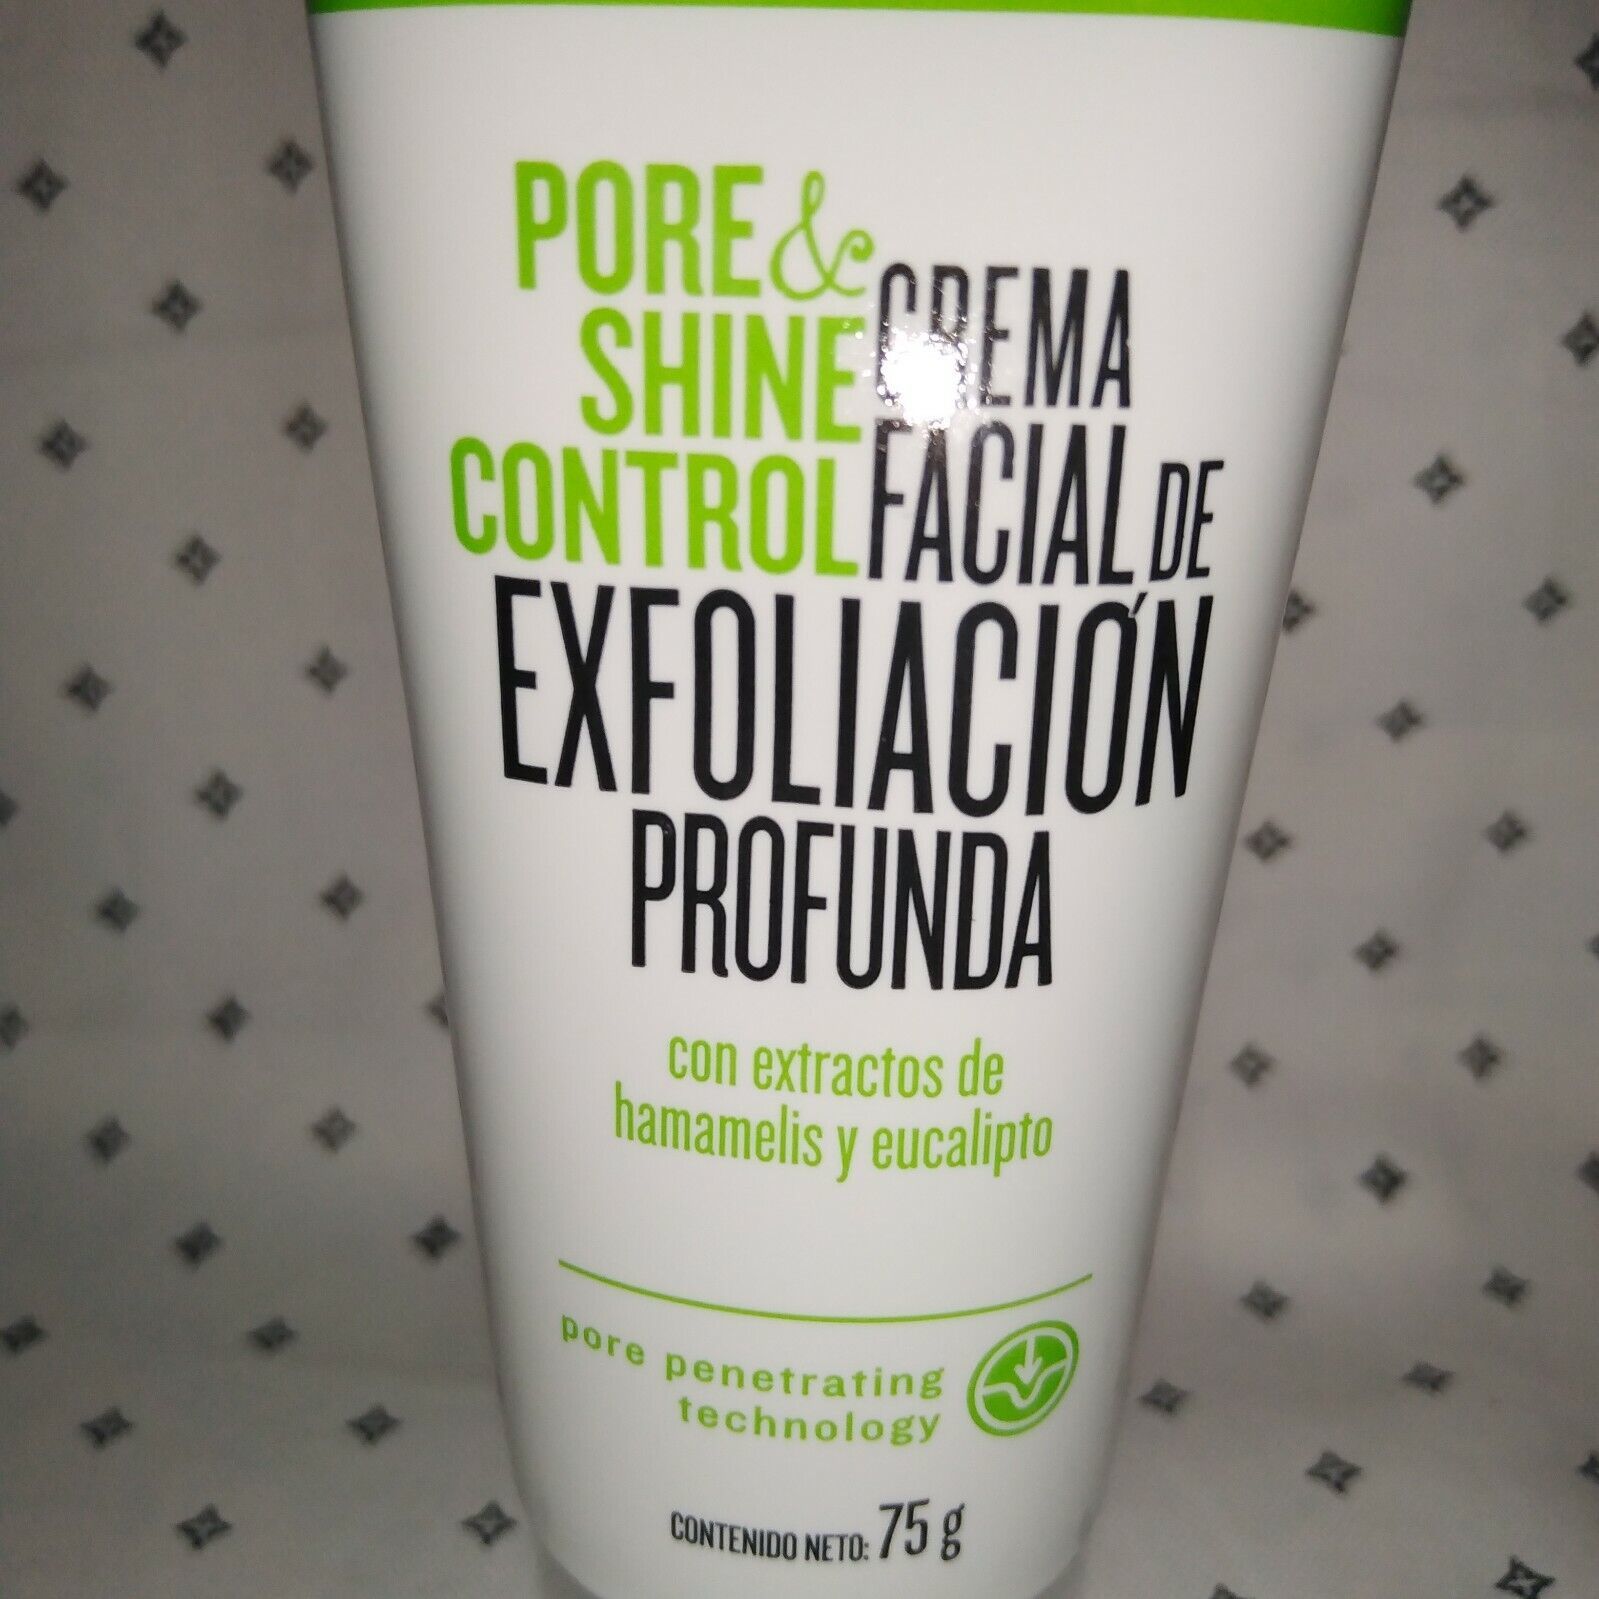 PORE &
SHINE
CONTROL
CREMA
FACIAL DE
EXFOLIACIÓN
PROFUNDA
con extractos de
hamamelis y eucalipto
pore penetrating
technology
CONTENIDO NETO: 75 g